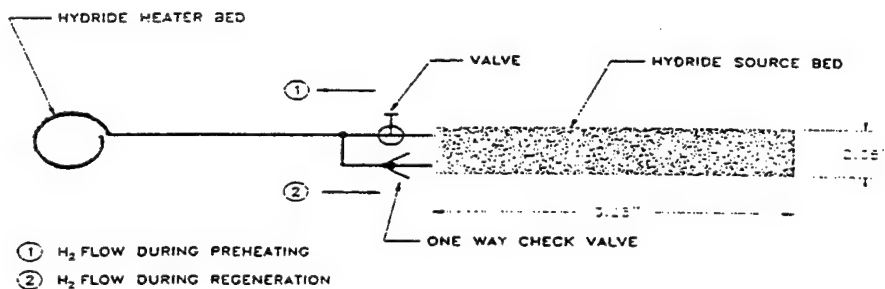 HYDRIDE HEATER BED
VALVE
HYDRIDE SOURCE BED
①
②
ONE WAY CHECK VALVE
① H₂ FLOW DURING PREHEATING
② H₂ FLOW DURING REGENERATION